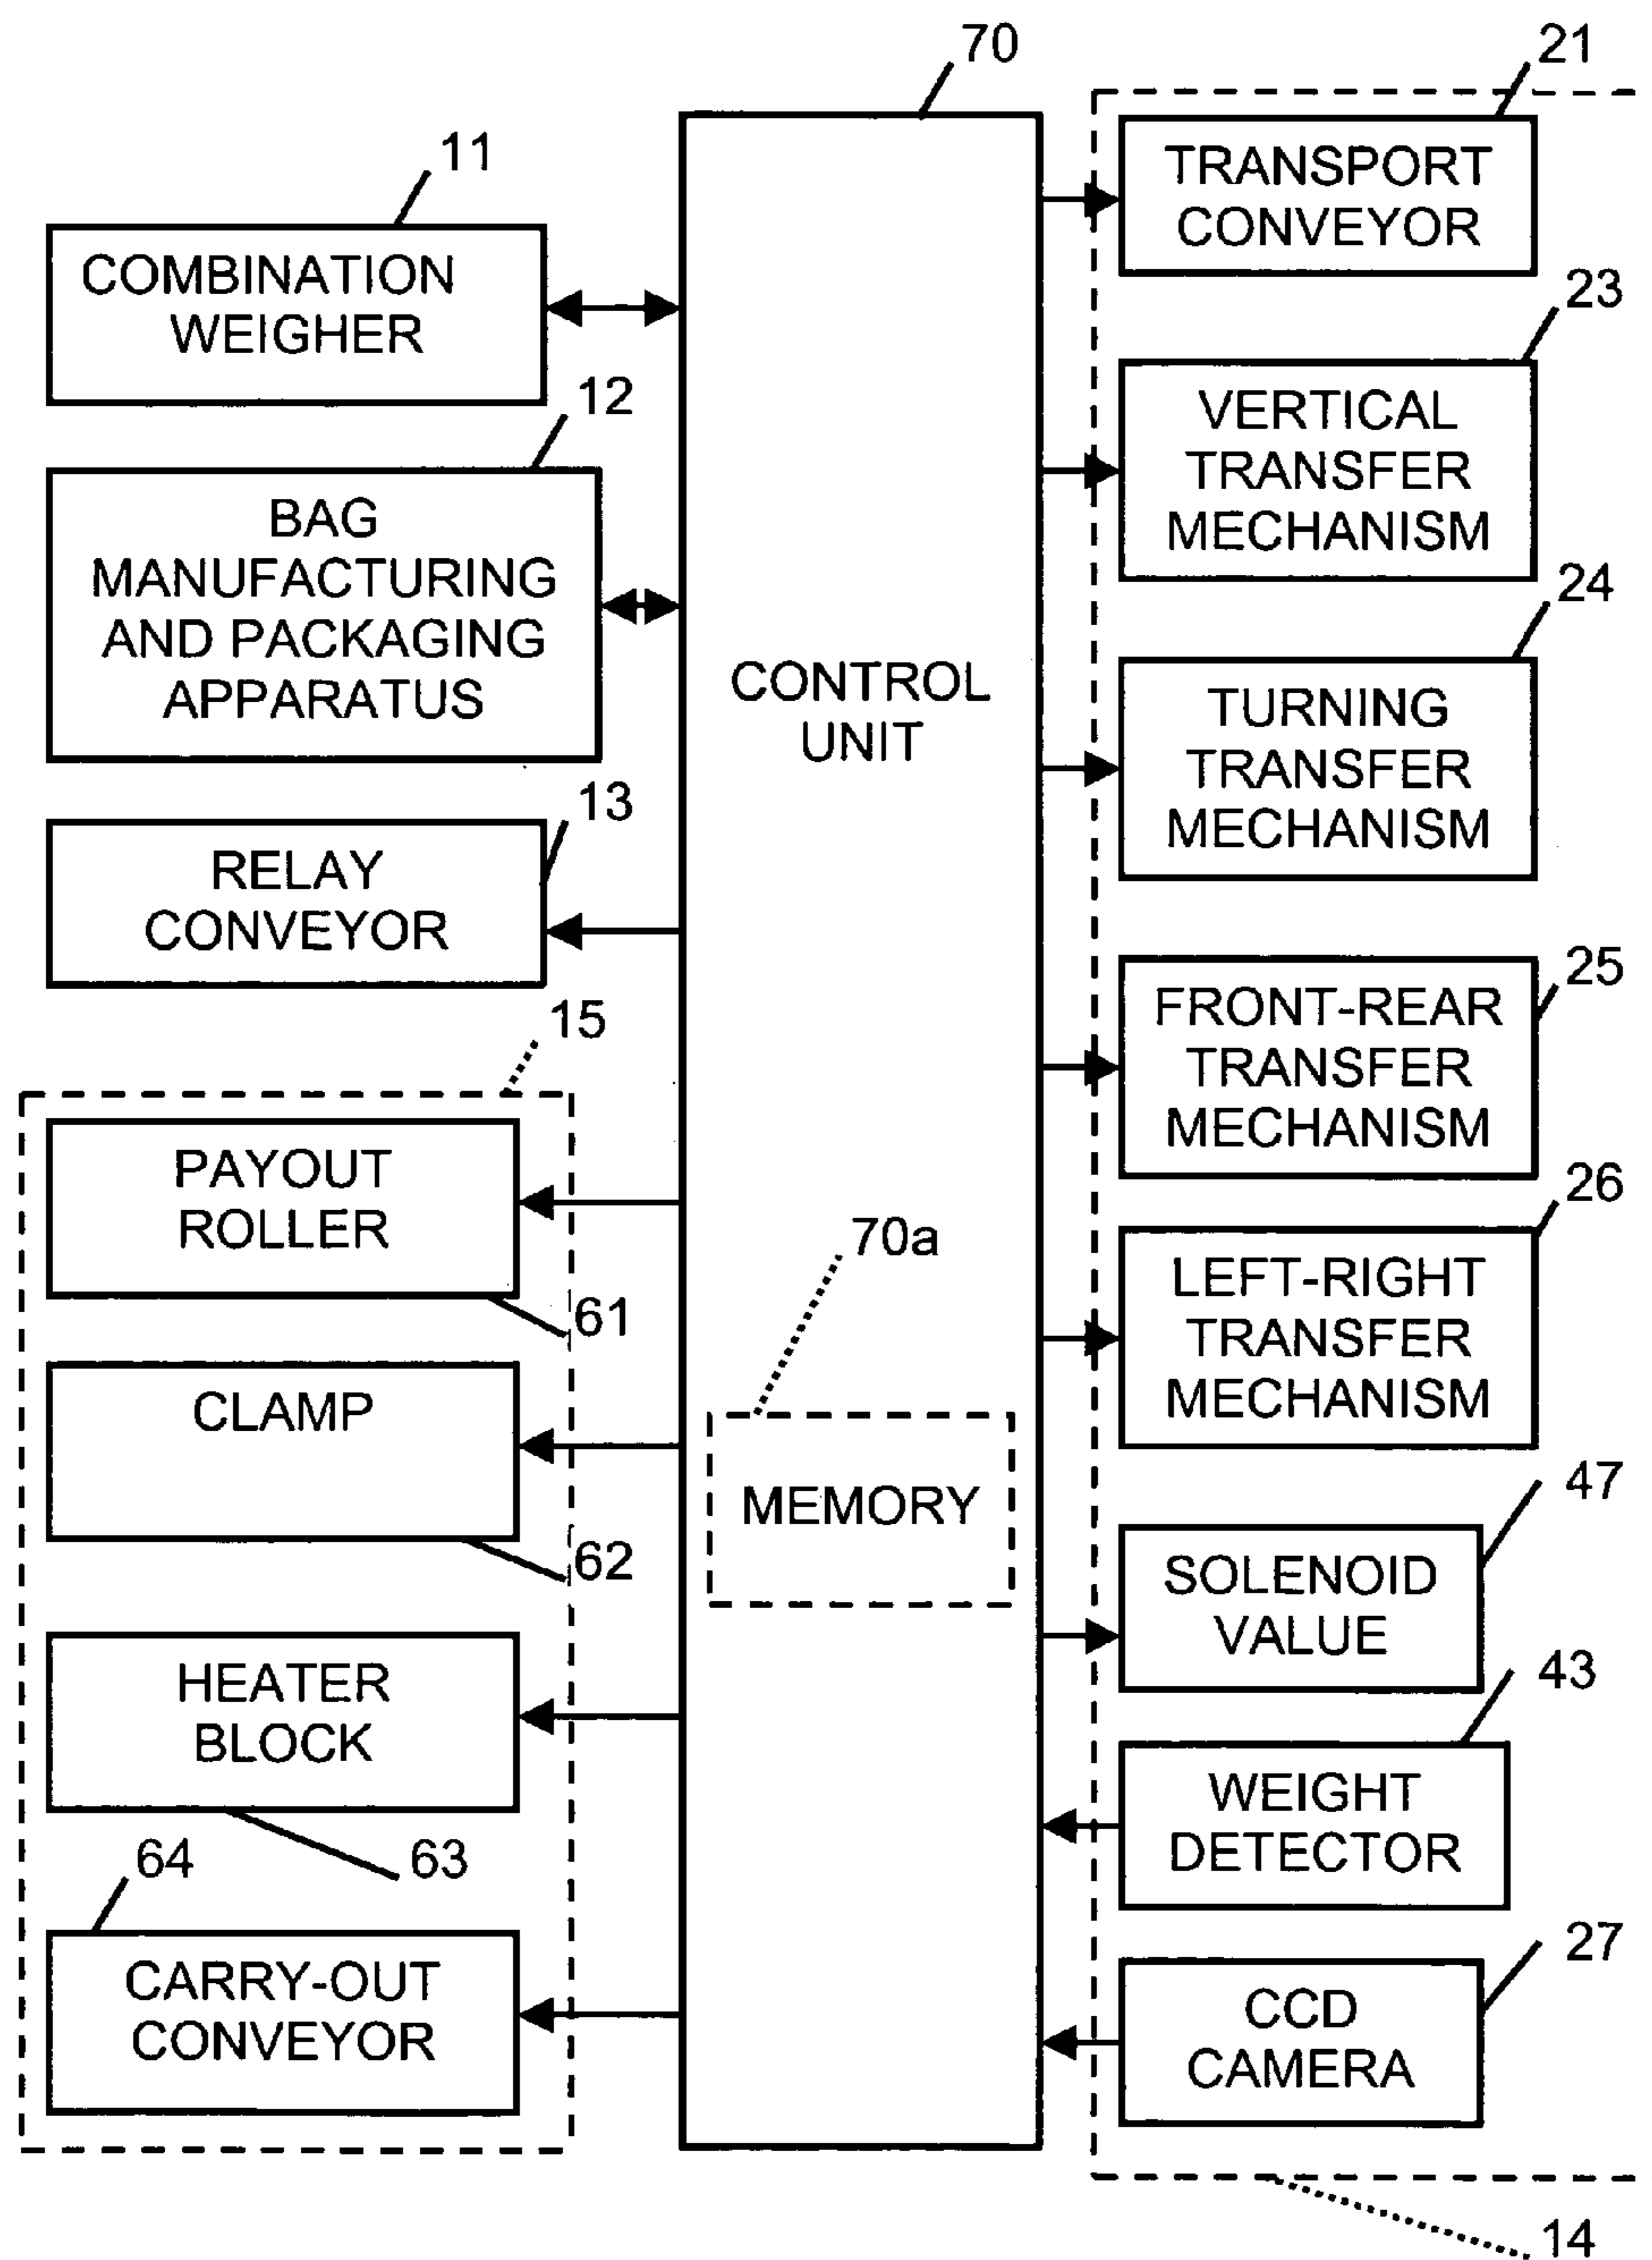 70
21
11
TRANSPORT
CONVEYOR
COMBINATION
WEIGHER
23
12
VERTICAL
TRANSFER
MECHANISM
BAG
MANUFACTURING
AND PACKAGING
APPARATUS
24
CONTROL
UNIT
TURNING
TRANSFER
MECHANISM
13
RELAY
CONVEYOR
25
FRONT-REAR
TRANSFER
MECHANISM
15
PAYOUT
ROLLER
61
70a
26
LEFT-RIGHT
TRANSFER
MECHANISM
CLAMP
62
MEMORY
47
SOLENOID
VALUE
HEATER
BLOCK
63
43
WEIGHT
DETECTOR
64
CARRY-OUT
CONVEYOR
27
CCD
CAMERA
14